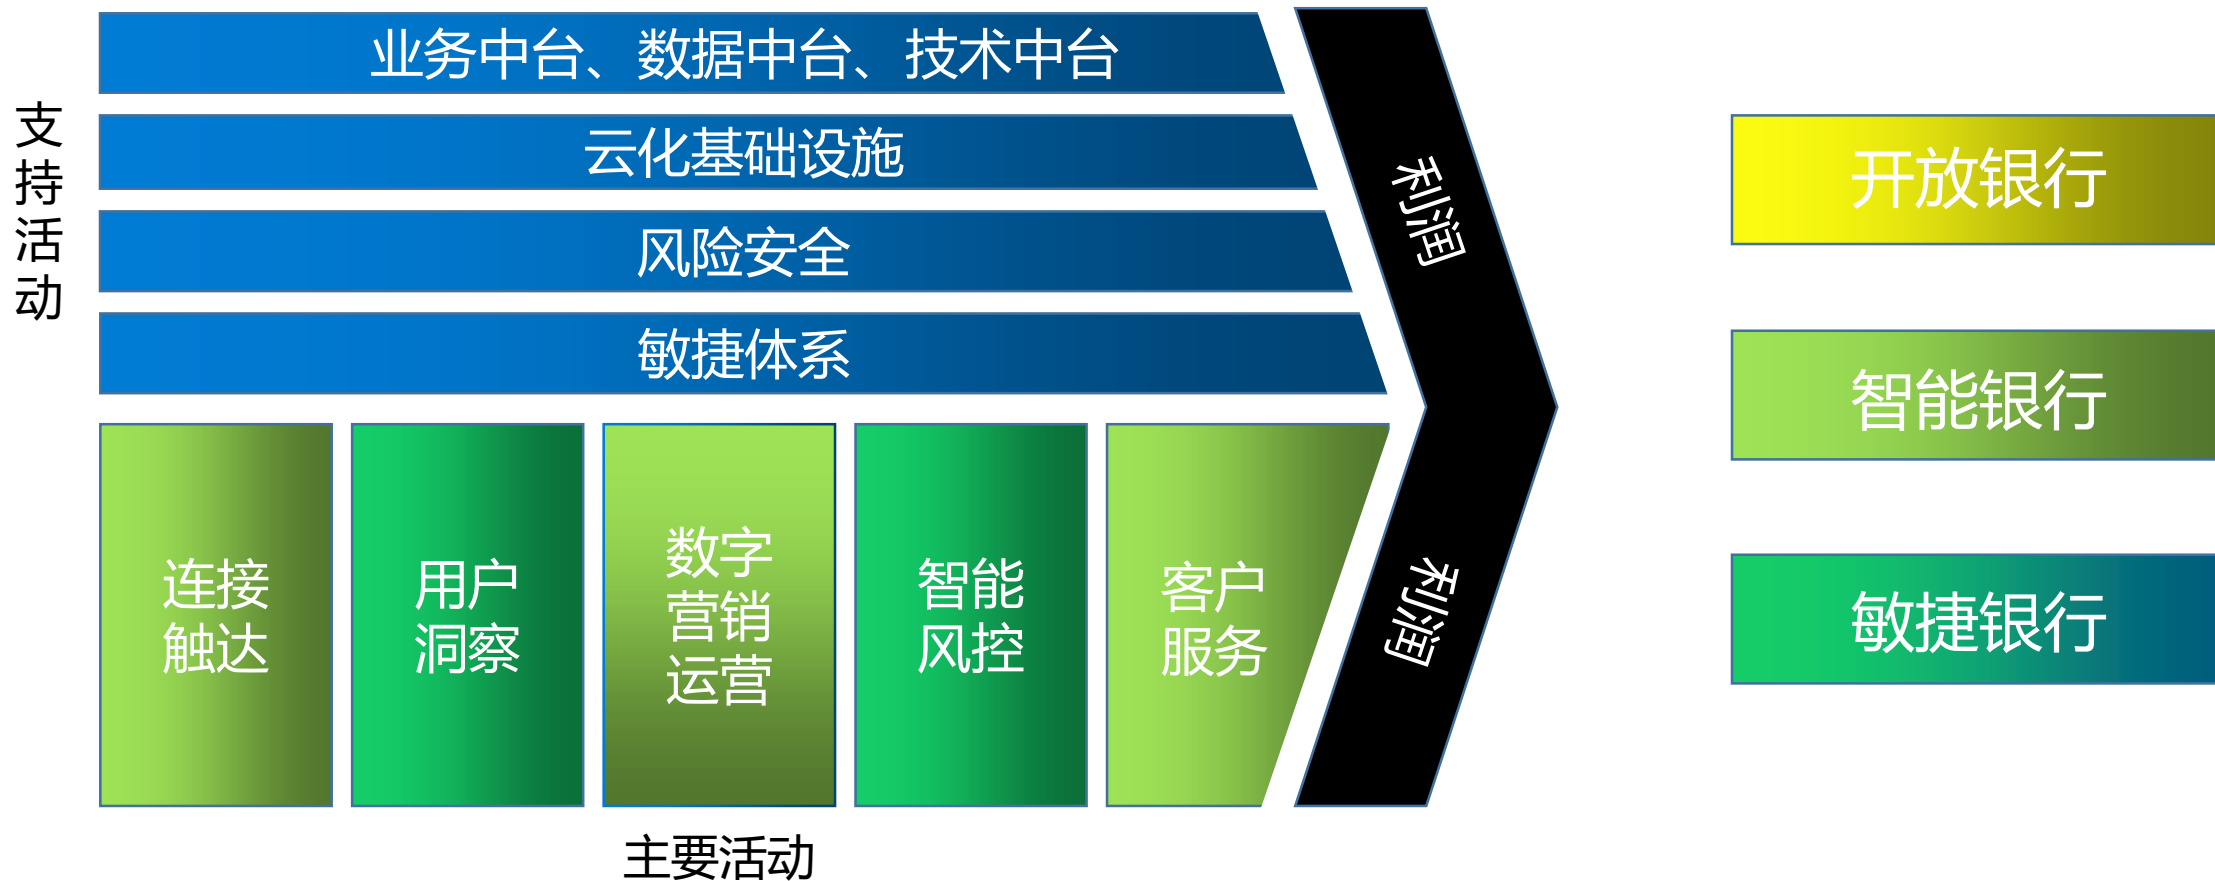 业务中台、数据中台、技术中台
云化基础设施
风险安全
敏捷体系
支
持
活
动
连接
触达
用户
洞察
数字
营销
运营
智能
风控
客户
服务
主要活动
利润
利润
开放银行
智能银行
敏捷银行